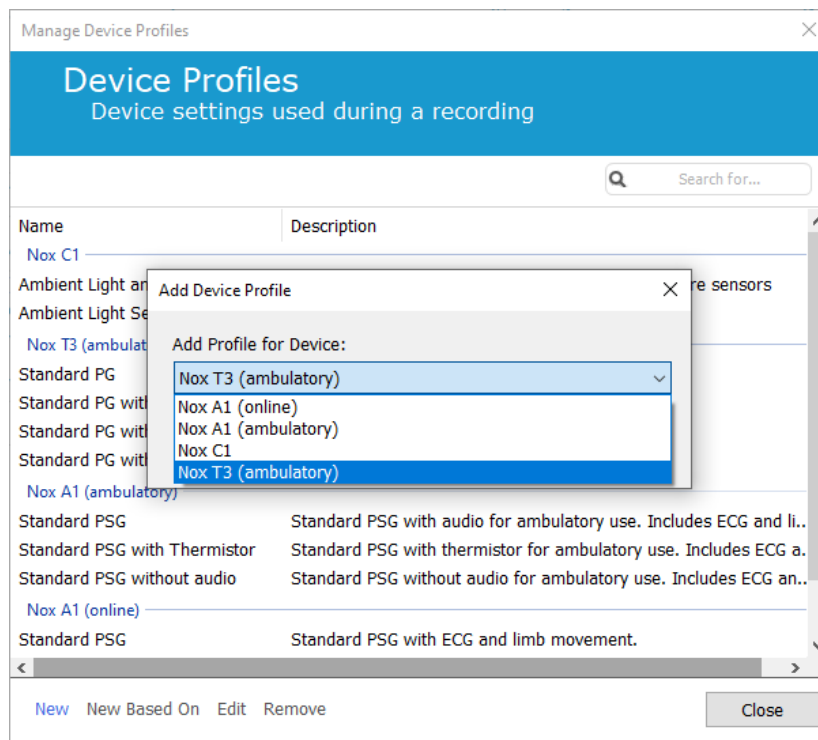 Manage Device Profiles
Device Profiles
Device settings used during a recording
Search for...
Name Description
Nox C1
Ambient Light an re sensors
Ambient Light Se
Nox T3 (ambulat
Standard PG
Standard PG with
Standard PG with
Standard PG with
Add Device Profile
Add Profile for Device:
Nox T3 (ambulatory)
Nox A1 (online)
Nox A1 (ambulatory)
Nox C1
Nox T3 (ambulatory)
Nox A1 (ambulatory)
Standard PSG Standard PSG with audio for ambulatory use. Includes ECG and li..
Standard PSG with Thermistor Standard PSG with thermistor for ambulatory use. Includes ECG a.
Standard PSG without audio Standard PSG without audio for ambulatory use. Includes ECG an..
Nox A1 (online)
Standard PSG Standard PSG with ECG and limb movement.
New New Based On Edit Remove Close